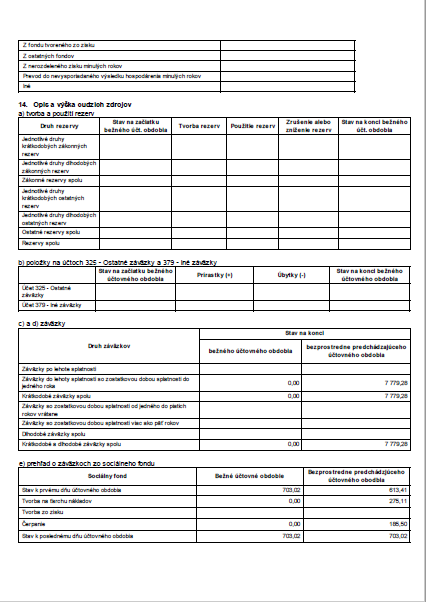 Z fondu tvoreného zo zisku
Z ostatných fondov
Z nerozdeleného zisku minulých rokov
Prevod do nevysporiadaného výsledku hospodárenia minulých rokov
Iné
14. Opis a výška cudzích zdrojov
a) tvorba a použití rezerv
Druh rezervy
Stav na začiatku bežného účt. obdobia
Tvorba rezerv
Použitie rezerv
Zrušenie alebo zníženie rezerv
Stav na konci bežného účt. obdobia
Jednotlivé druhy
krátkodobých zákonných
rezerv
Jednotlivé druhy dlhodobých
zákonných rezerv
Zákonné rezervy spolu
Jednotlivé druhy
krátkodobých ostatných
rezerv
Jednotlivé druhy dlhodobých
ostatných rezerv
Ostatné rezervy spolu
Rezervy spolu
b) položky na účtoch 325 - Ostatné záväzky a 379 - Iné záväzky
Stav na začiatku bežného účtovného obdobia
Prírastky (+)
Úbytky (-)
Stav na konci bežného účtovného obdobia
Účet 325 - Ostatné
záväzky
Účet 379 - Iné záväzky
c) a d) záväzky
Druh záväzkov
Stav na konci
bežného účtovného obdobia
bezprostredne predchádzajúceho účtovného obdobia
Záväzky po lehote splatnosti
Záväzky do lehoty splatnosti so zostatkovou dobou splatnosti do
jedného roka 0,00 7 779,28
Krátkodobé záväzky spolu 0,00 7 779,28
Záväzky so zostatkovou dobou splatnosti od jedného do piatich
rokov vrátane
Záväzky so zostatkovou dobou splatnosti viac ako päť rokov
Dlhodobé záväzky spolu
Krátkodobé a dlhodobé záväzky spolu 0,00 7 779,28
e) prehľad o záväzkoch zo sociálneho fondu
Sociálny fond
Bežné účtovné obdobie
Bezprostredne predchádzjúce účtovného obodbia
Stav k prvému dňu účtovného obdobia 703,02 613,41
Tvorba na ťarchu nákladov 0,00 275,11
Tvorba zo zisku
Čerpanie 0,00 185,50
Stav k poslednému dňu účtovného obdobia 703,02 703,02